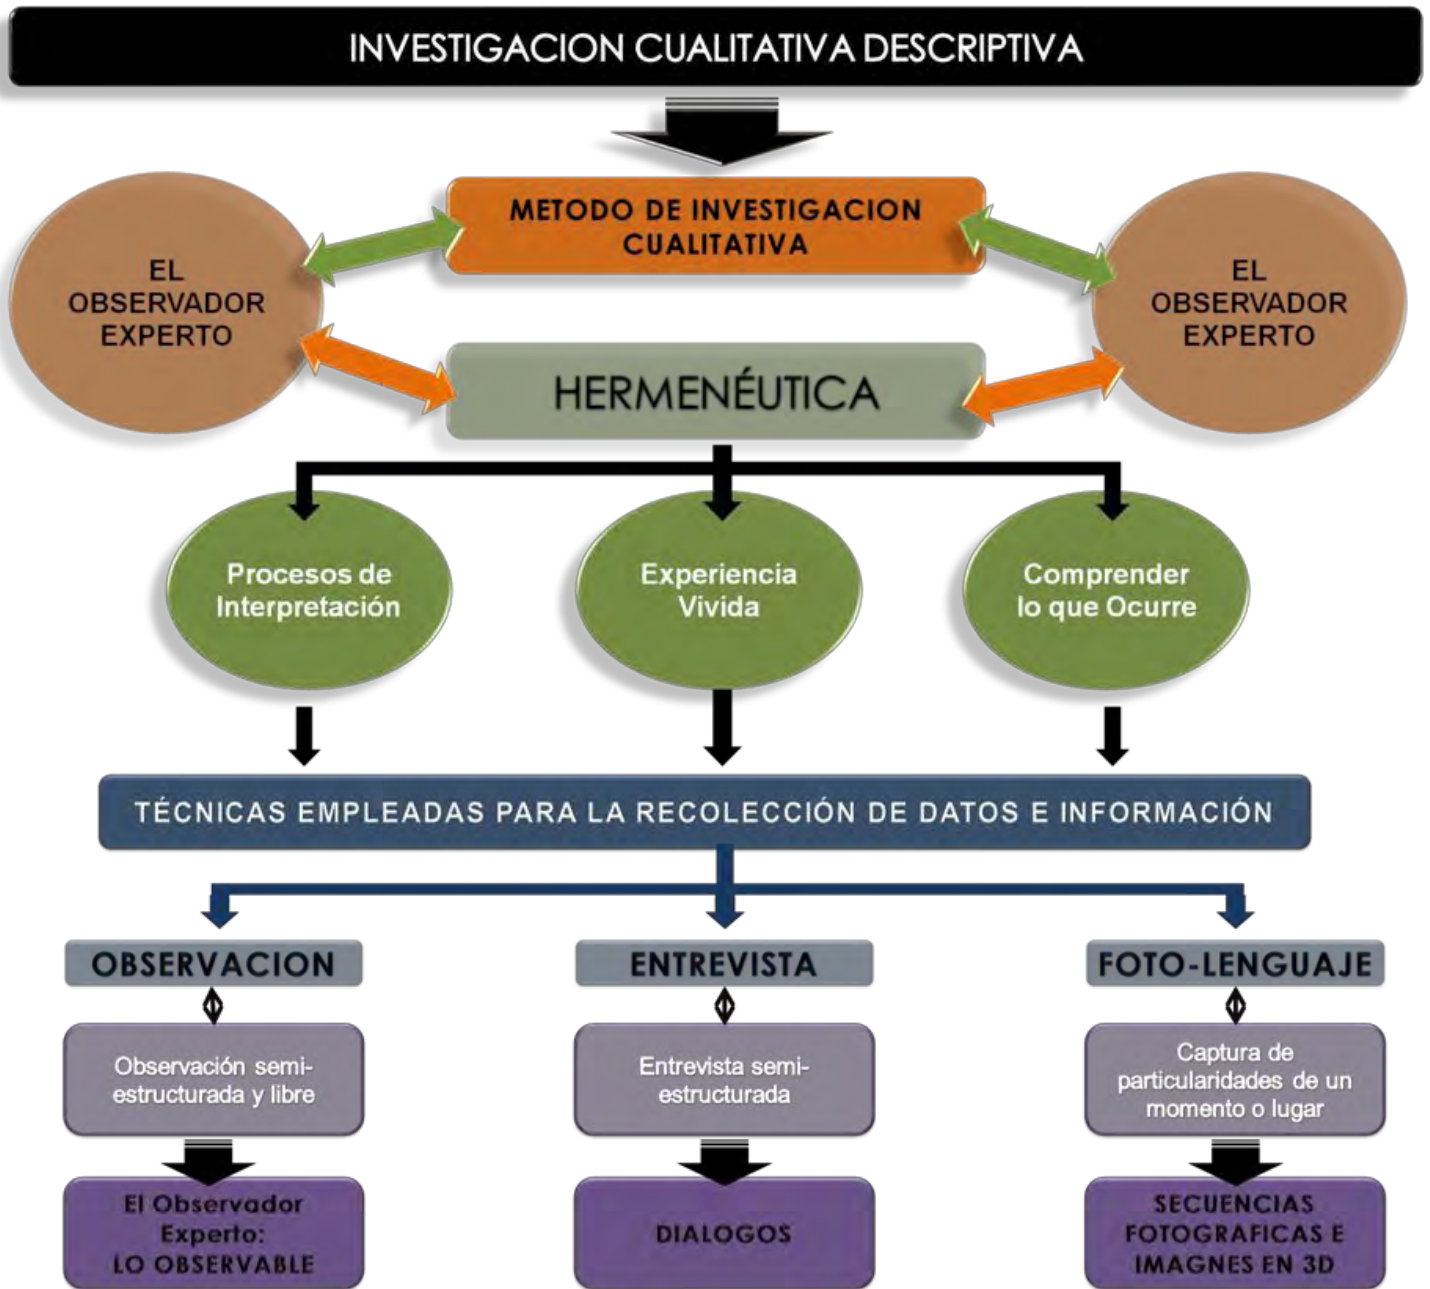 INVESTIGACION CUALITATIVA DESCRIPTIVA
METODO DE INVESTIGACION
CUALITATIVA
EL
OBSERVADOR
EXPERTO
EL
OBSERVADOR
EXPERTO
HERMENÉUTICA
Procesos de
Interpretación
Experiencia
Vivida
Comprender
lo que Ocurre
TÉCNICAS EMPLEADAS PARA LA RECOLECCIÓN DE DATOS E INFORMACIÓN
OBSERVACION
ENTREVISTA
FOTO-LENGUAJE
Observación semi-
estructurada y libre
Entrevista semi-
estructurada
Captura de
particularidades de un
momento o lugar
El Observador
Experto:
LO OBSERVABLE
DIALOGOS
SECUENCIAS
FOTOGRAFICAS E
IMAGNES EN 3D